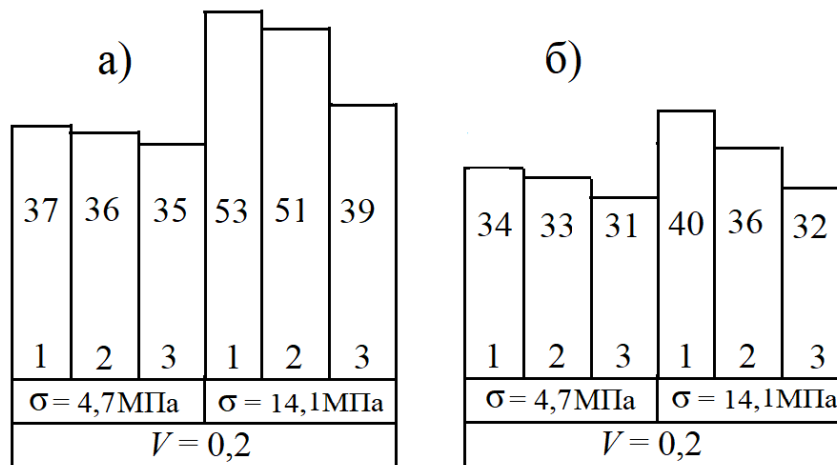 а)
37 36 35 53 51 39
1 2 3 1 2 3
σ = 4,7МПа σ = 14,1МПа
V = 0,2
б)
34 33 31 40 36 32
1 2 3 1 2 3
σ = 4,7МПа σ = 14,1МПа
V = 0,2